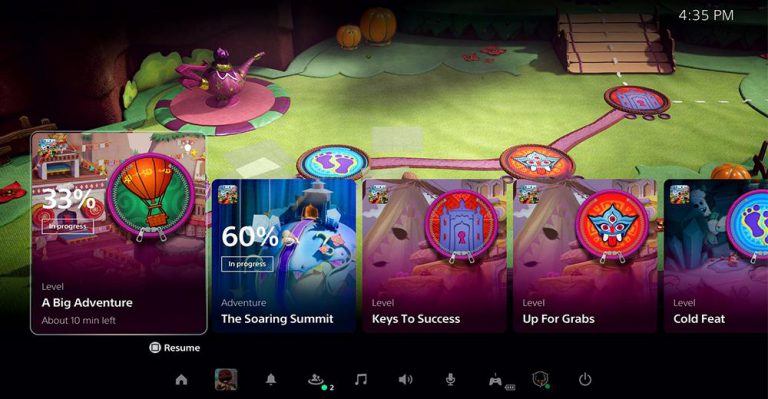 4:35 PM
33%
In progress
Level
A Big Adventure
About 10 min left
60%
In progress
Adventure
The Soaring Summit
Level
Keys To Success
Level
Up For Grabs
Level
Cold Feat
Resume
2